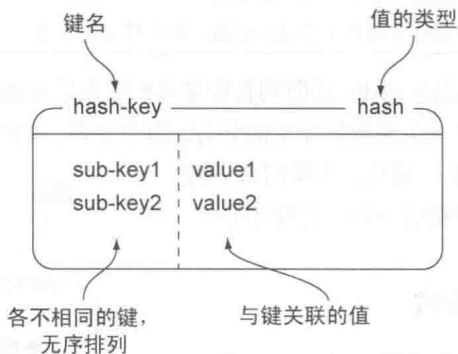 键名
值的类型
hash-key
hash
sub-key1 value1
sub-key2 value2
各不相同的键，
无序排列
与键关联的值